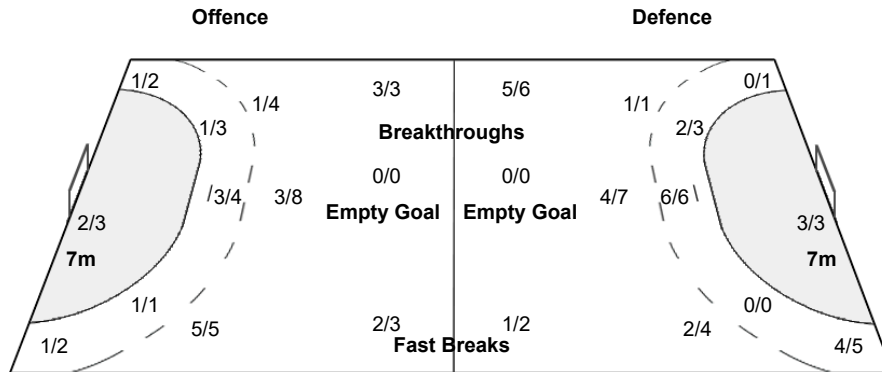 Offence Defence
1/2 3/3 5/6 0/1
1/4 1/1
1/3 Breakthroughs 2/3
0/0 0/0
3/4 3/8 4/7 6/6
Empty Goal Empty Goal
2/3 3/3
7m 7m
1/1 0/0
5/5 2/3 1/2 2/4
1/2 Fast Breaks 4/5